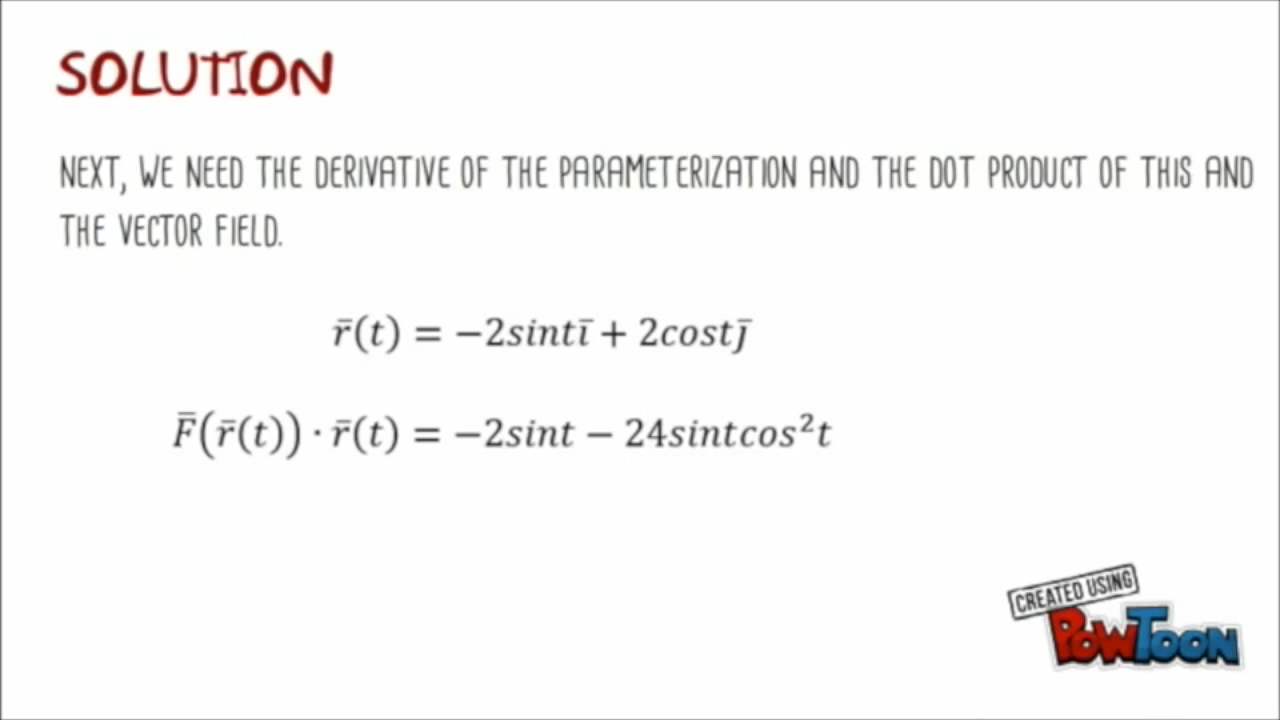 SOLUTION
NEXT, WE NEED THE DERIVATIVE OF THE PARAMETERIZATION AND THE DOT PRODUCT OF THIS AND
THE VECTOR FIELD.
r̄(t) = −2sintī + 2costj̄
F̄(r̄(t)) · r̄(t) = −2sint − 24sintcos²t
CREATED USING
POWTOON